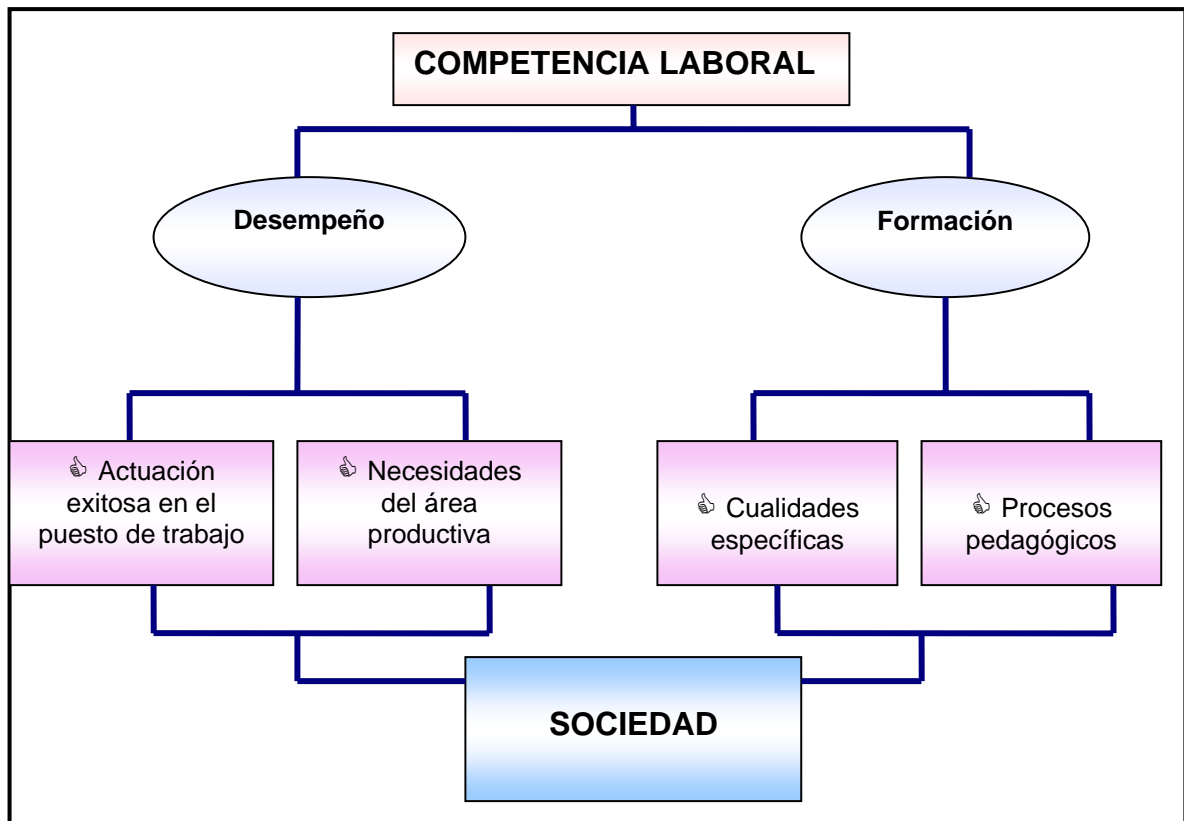 COMPETENCIA LABORAL
Desempeño
Formación
👍 Actuación
exitosa en el
puesto de trabajo
👍 Necesidades
del área
productiva
👍 Cualidades
específicas
👍 Procesos
pedagógicos
SOCIEDAD